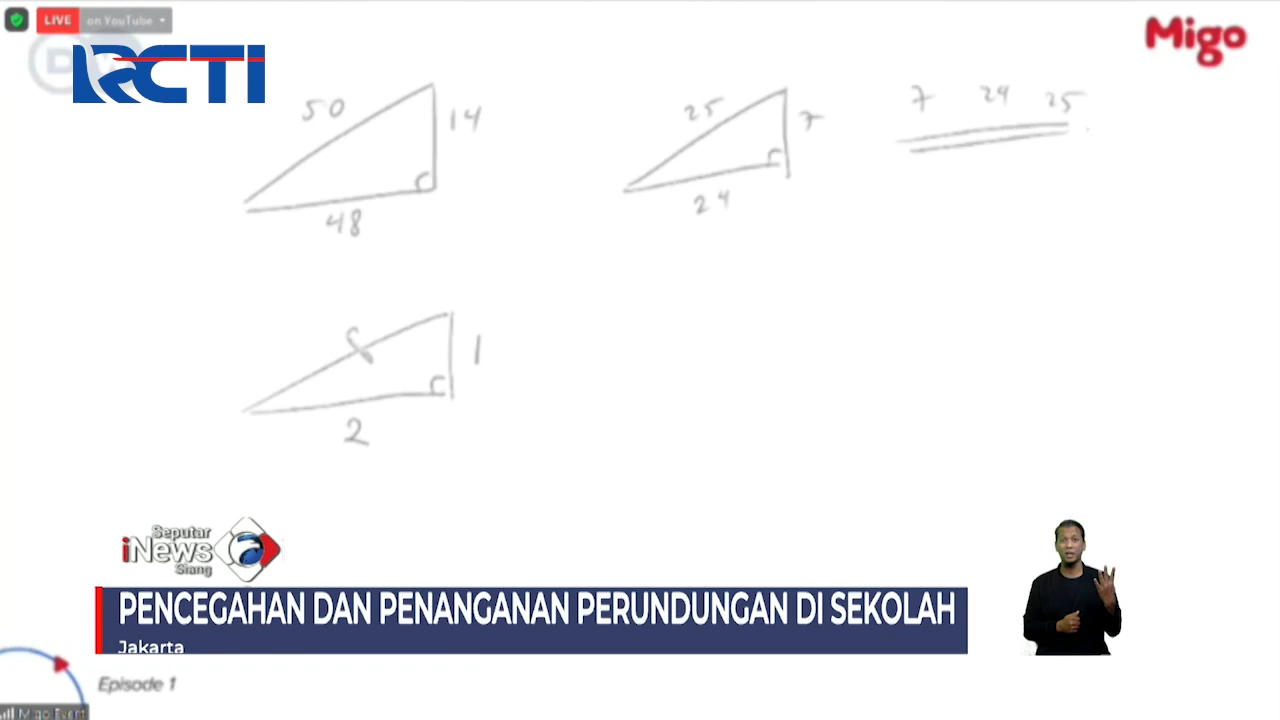 LIVE on YouTube
RCTI
Migo
50
14
48
25
7
24
7 24 25
1
2
Seputar
iNews
Siang
PENCEGAHAN DAN PENANGANAN PERUNDUNGAN DI SEKOLAH
Jakarta
Episode 1
Migo Event